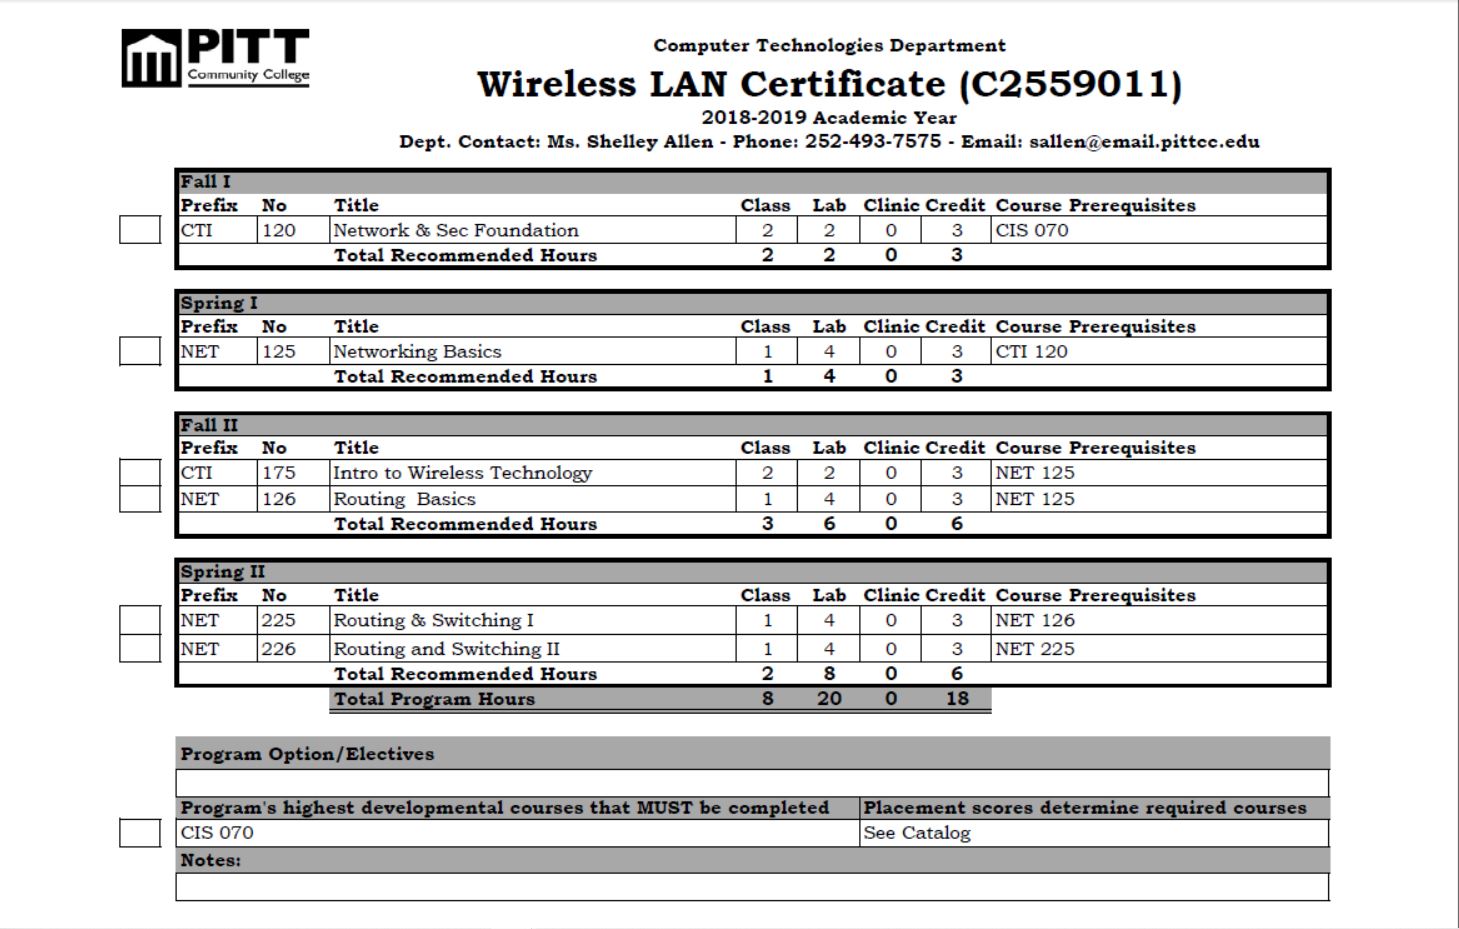 PITT
Community College
Computer Technologies Department
Wireless LAN Certificate (C2559011)
2018-2019 Academic Year
Dept. Contact: Ms. Shelley Allen - Phone: 252-493-7575 - Email: sallen@email.pittcc.edu
Fall I
Prefix No Title Class Lab Clinic Credit Course Prerequisites
CTI 120 Network & Sec Foundation 2 2 0 3 CIS 070
Total Recommended Hours 2 2 0 3
Spring I
Prefix No Title Class Lab Clinic Credit Course Prerequisites
NET 125 Networking Basics 1 4 0 3 CTI 120
Total Recommended Hours 1 4 0 3
Fall II
Prefix No Title Class Lab Clinic Credit Course Prerequisites
CTI 175 Intro to Wireless Technology 2 2 0 3 NET 125
NET 126 Routing Basics 1 4 0 3 NET 125
Total Recommended Hours 3 6 0 6
Spring II
Prefix No Title Class Lab Clinic Credit Course Prerequisites
NET 225 Routing & Switching I 1 4 0 3 NET 126
NET 226 Routing and Switching II 1 4 0 3 NET 225
Total Recommended Hours 2 8 0 6
Total Program Hours 8 20 0 18
Program Option/Electives
Program's highest developmental courses that MUST be completed Placement scores determine required courses
CIS 070 See Catalog
Notes: